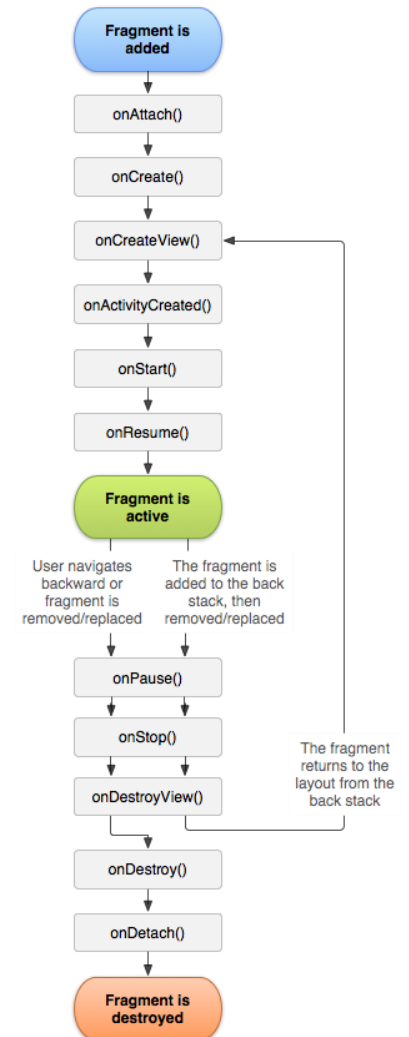 Fragment is
added
onAttach()
onCreate()
onCreateView()
onActivityCreated()
onStart()
onResume()
Fragment is
active
User navigates
backward or
fragment is
removed/replaced
The fragment is
added to the back
stack, then
removed/replaced
onPause()
onStop()
onDestroyView()
The fragment
returns to the
layout from the
back stack
onDestroy()
onDetach()
Fragment is
destroyed